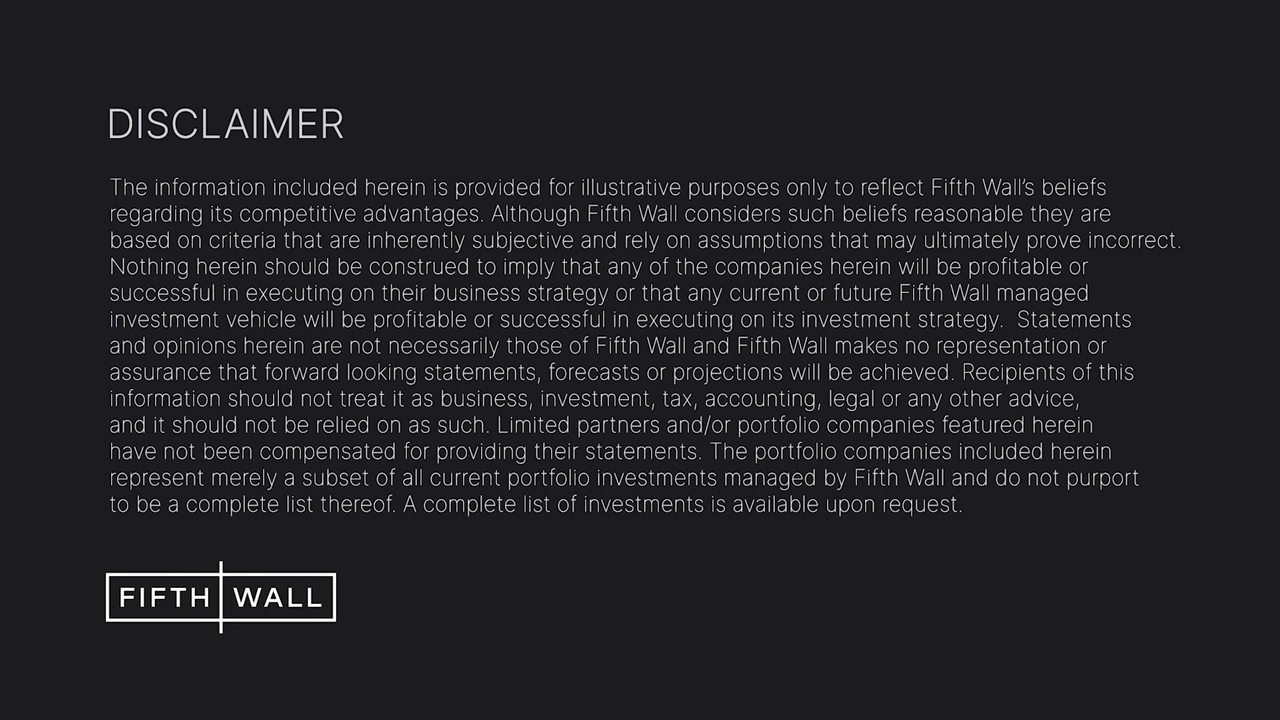 DISCLAIMER
The information included herein is provided for illustrative purposes only to reflect Fifth Wall’s beliefs
regarding its competitive advantages. Although Fifth Wall considers such beliefs reasonable they are
based on criteria that are inherently subjective and rely on assumptions that may ultimately prove incorrect.
Nothing herein should be construed to imply that any of the companies herein will be profitable or
successful in executing on their business strategy or that any current or future Fifth Wall managed
investment vehicle will be profitable or successful in executing on its investment strategy.  Statements
and opinions herein are not necessarily those of Fifth Wall and Fifth Wall makes no representation or
assurance that forward looking statements, forecasts or projections will be achieved. Recipients of this
information should not treat it as business, investment, tax, accounting, legal or any other advice,
and it should not be relied on as such. Limited partners and/or portfolio companies featured herein
have not been compensated for providing their statements. The portfolio companies included herein
represent merely a subset of all current portfolio investments managed by Fifth Wall and do not purport
to be a complete list thereof. A complete list of investments is available upon request.
FIFTH WALL